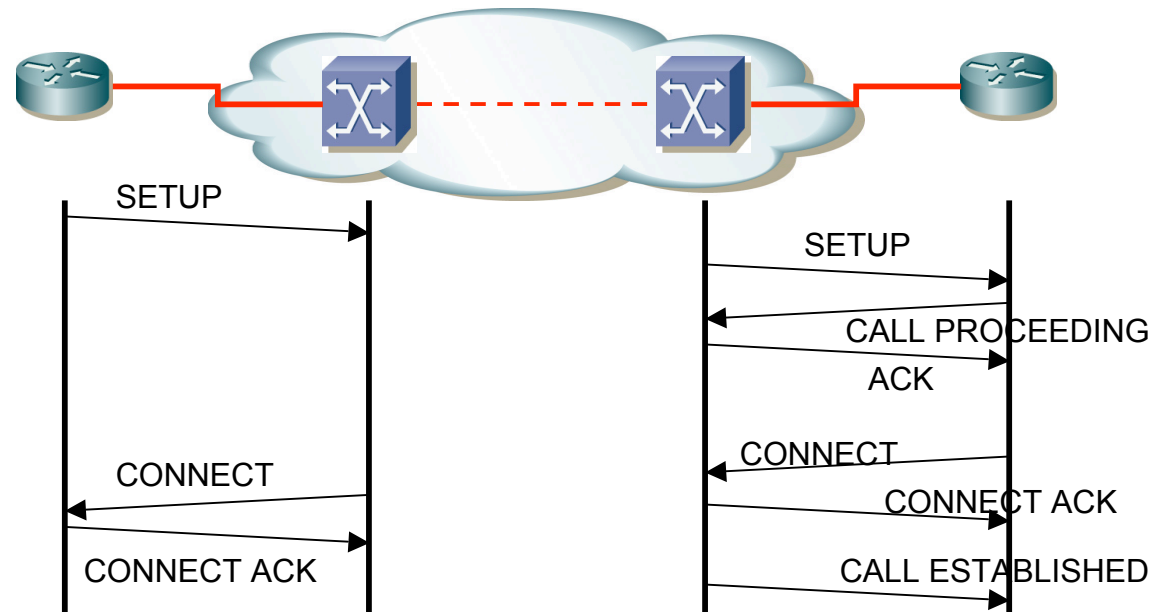 SETUP
SETUP
CALL PROCEEDING
ACK
CONNECT
CONNECT
CONNECT ACK
CONNECT ACK
CALL ESTABLISHED